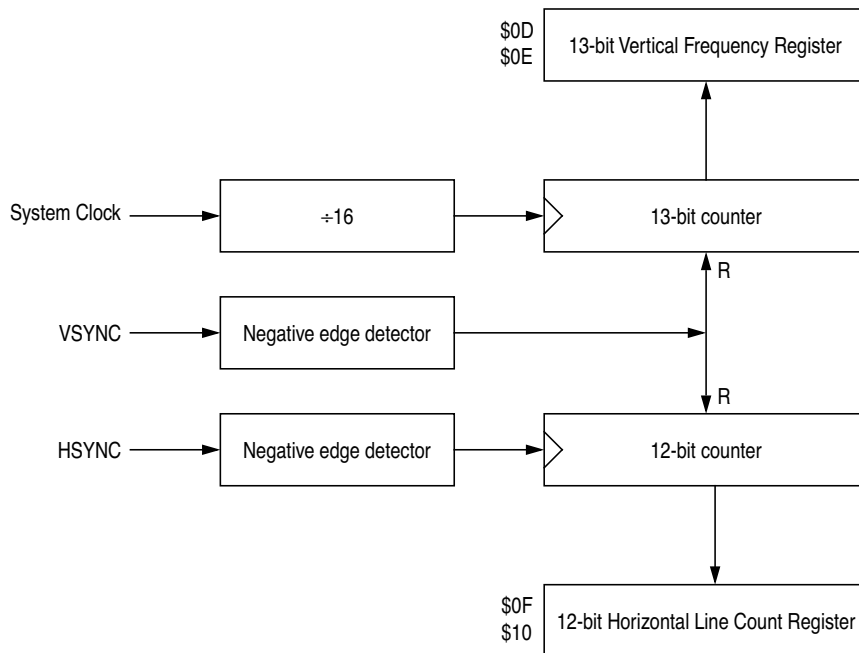 $0D
$0E
13-bit Vertical Frequency Register
System Clock
÷16
13-bit counter
R
VSYNC
Negative edge detector
R
HSYNC
Negative edge detector
12-bit counter
$0F
$10
12-bit Horizontal Line Count Register